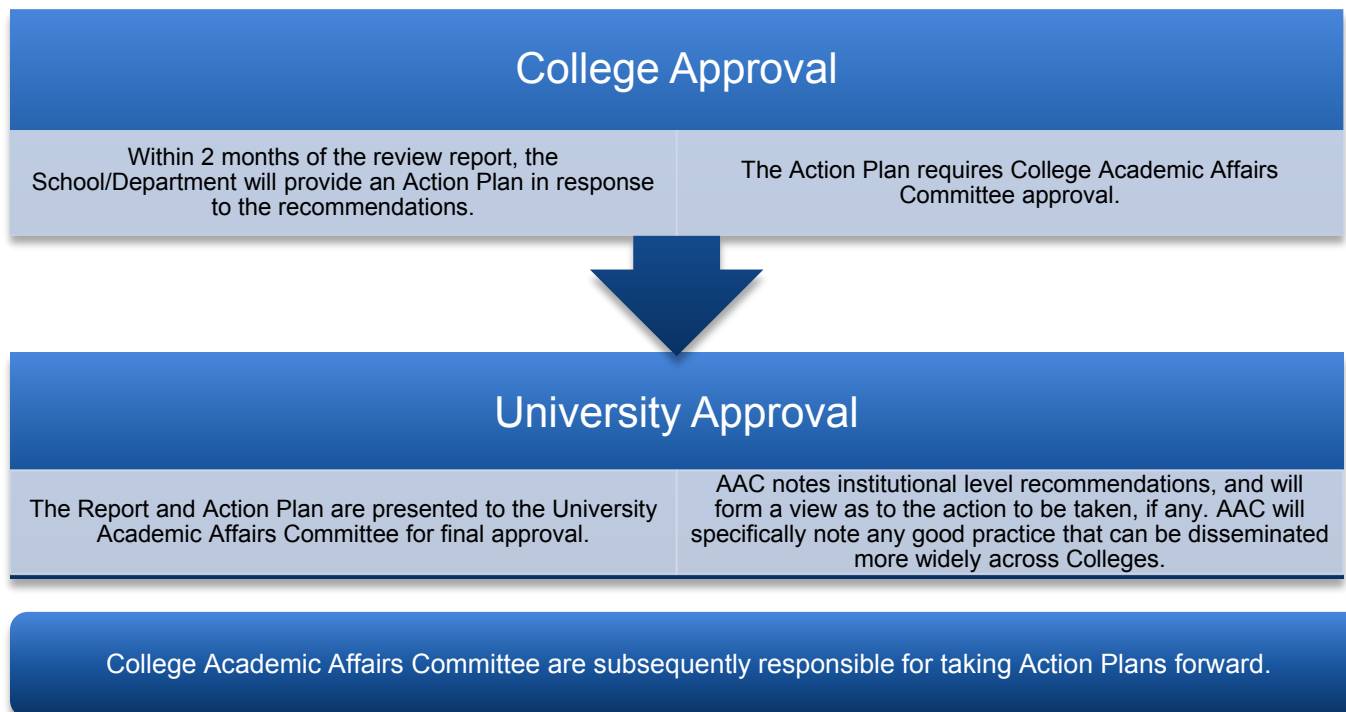 College Approval
Within 2 months of the review report, the
School/Department will provide an Action Plan in response
to the recommendations.
The Action Plan requires College Academic Affairs
Committee approval.
University Approval
The Report and Action Plan are presented to the University
Academic Affairs Committee for final approval.
AAC notes institutional level recommendations, and will
form a view as to the action to be taken, if any. AAC will
specifically note any good practice that can be disseminated
more widely across Colleges.
College Academic Affairs Committee are subsequently responsible for taking Action Plans forward.